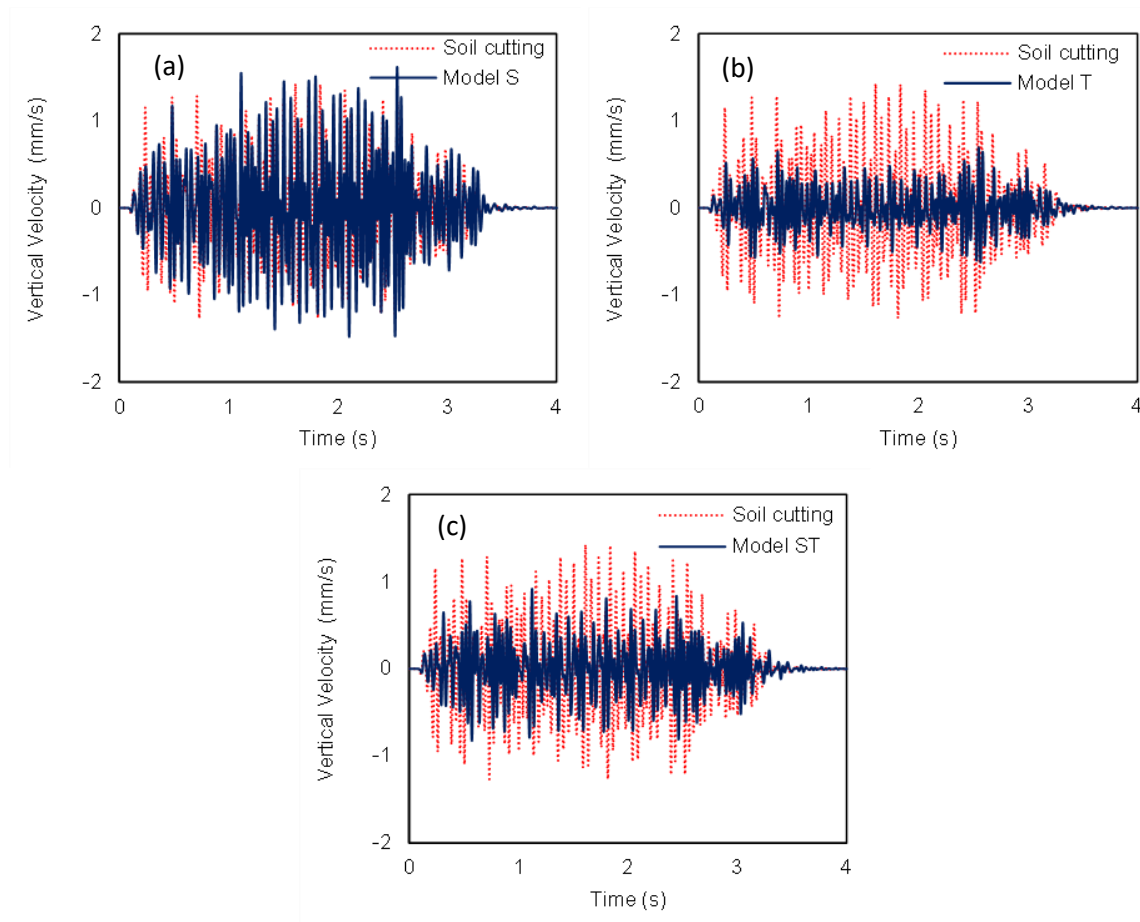 2
(a)
Soil cutting
Model S
1
0
-1
-2
Vertical Velocity (mm/s)
0 1 2 3 4
Time (s)
2
(b)
Soil cutting
Model T
1
0
-1
-2
Vertical Velocity (mm/s)
0 1 2 3 4
Time (s)
2
(c)
Soil cutting
Model ST
1
0
-1
-2
Vertical Velocity (mm/s)
0 1 2 3 4
Time (s)